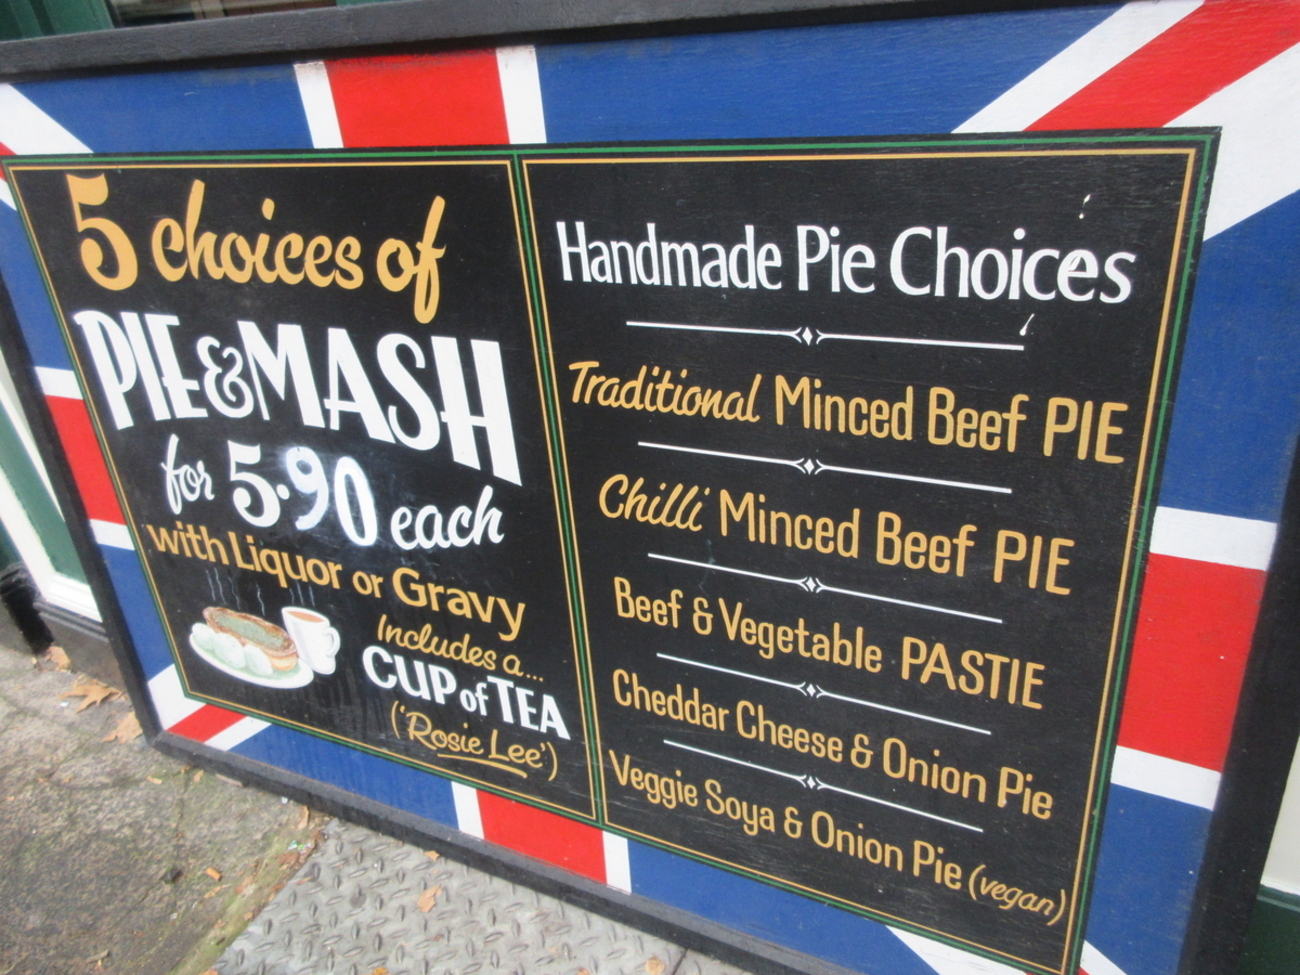 5 choices of
PIE & MASH
for 5.90 each
with Liquor or Gravy
Includes a...
CUP of TEA
('Rosie Lee')
Handmade Pie Choices
Traditional Minced Beef PIE
Chilli Minced Beef PIE
Beef & Vegetable PASTIE
Cheddar Cheese & Onion Pie
Veggie Soya & Onion Pie (vegan)